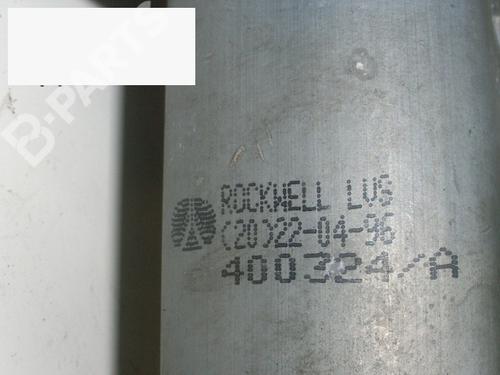 B-PARTS
ROCKWELL LVS
(20)22-04-96
400324/A